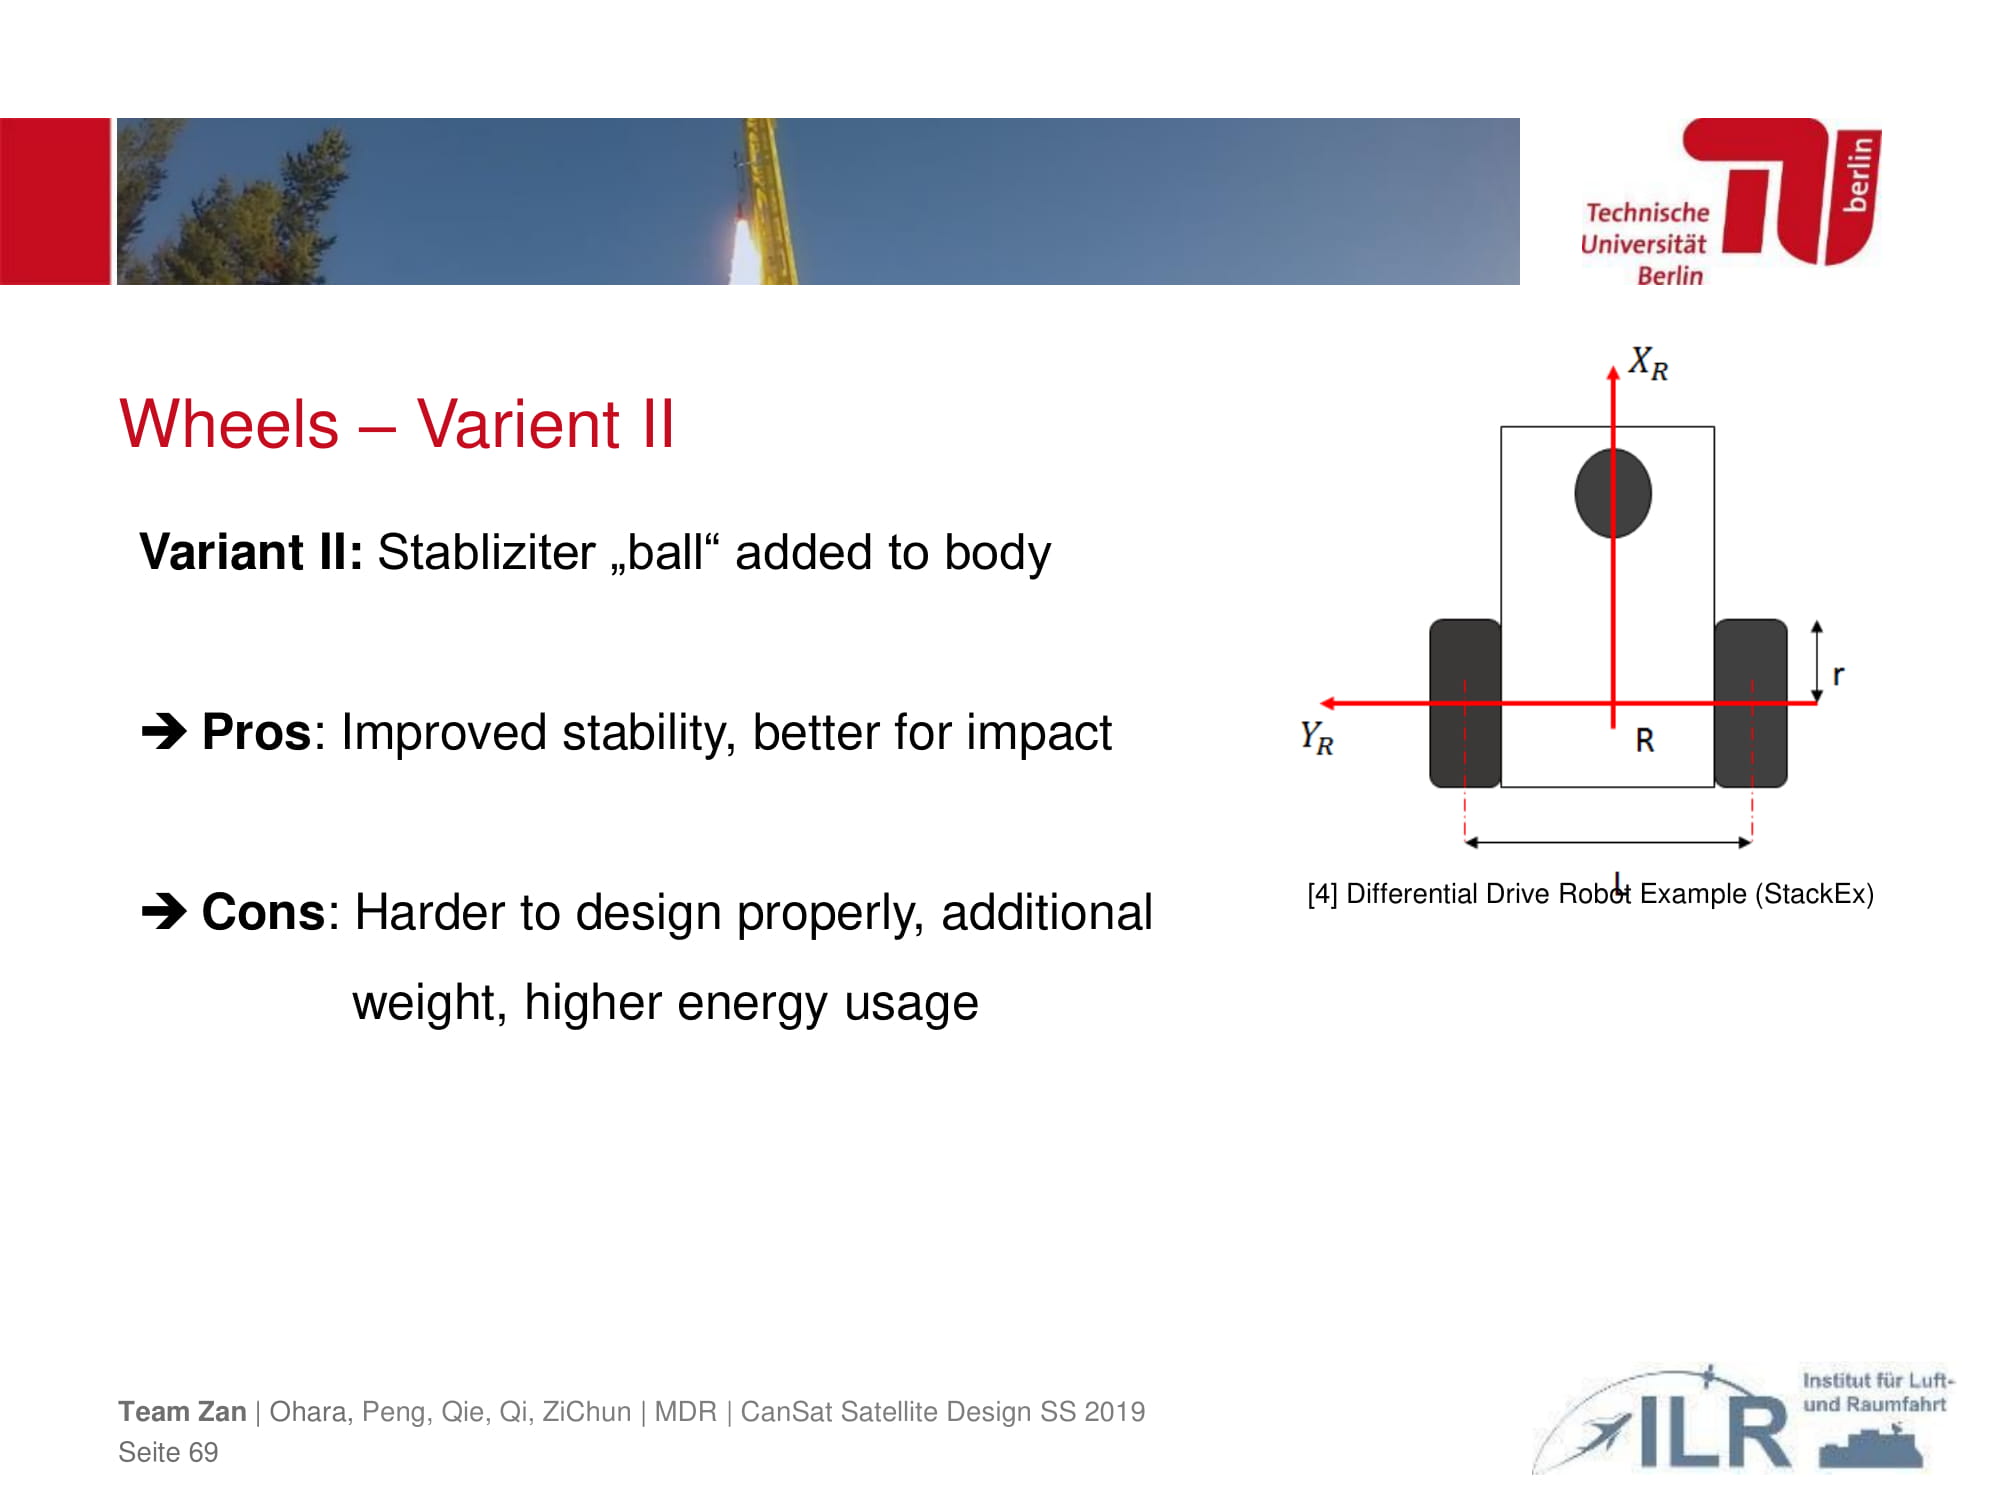 Technische
Universität
Berlin
berlin
Wheels – Varient II
Variant II: Stabliziter „ball“ added to body
➔ Pros: Improved stability, better for impact
➔ Cons: Harder to design properly, additional
weight, higher energy usage
X_R
r
Y_R
R
L
[4] Differential Drive Robot Example (StackEx)
Team Zan | Ohara, Peng, Qie, Qi, ZiChun | MDR | CanSat Satellite Design SS 2019
Seite 69
ILR
Institut für Luft-
und Raumfahrt